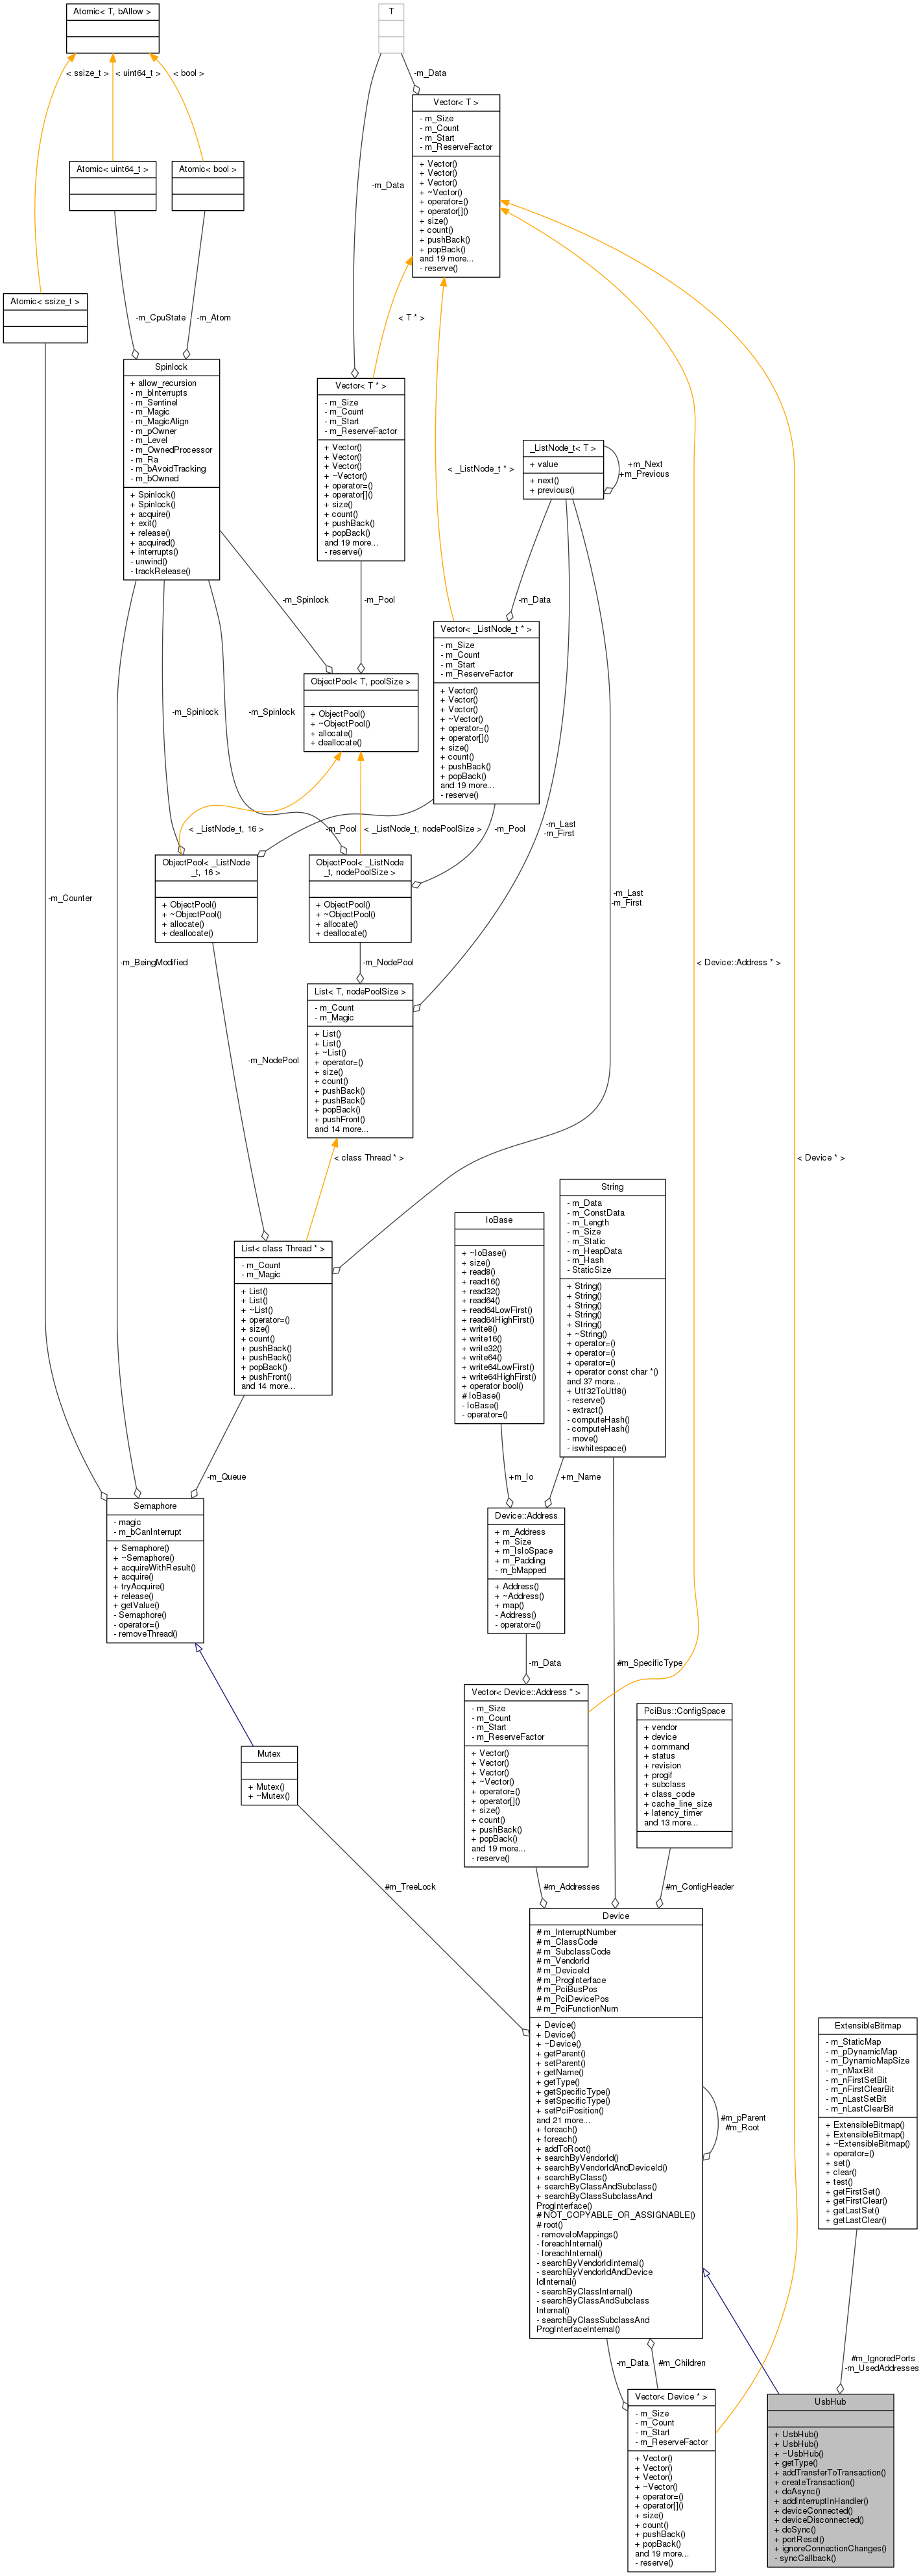 Atomic< T, bAllow >
T
< ssize_t >
< uint64_t >
< bool >
-m_Data
Vector< T >
- m_Size
- m_Count
- m_Start
- m_ReserveFactor
+ Vector()
+ Vector()
+ Vector()
+ ~Vector()
+ operator=()
+ operator[]()
+ size()
+ count()
+ pushBack()
+ popBack()
and 19 more...
- reserve()
Atomic< uint64_t >
Atomic< bool >
-m_Data
Atomic< ssize_t >
-m_CpuState
-m_Atom
< T * >
Spinlock
+ allow_recursion
- m_bInterrupts
- m_Sentinel
- m_Magic
- m_MagicAlign
- m_pOwner
- m_Level
- m_OwnedProcessor
- m_Ra
- m_bAvoidTracking
- m_bOwned
+ Spinlock()
+ Spinlock()
+ acquire()
+ exit()
+ release()
+ acquired()
+ interrupts()
- unwind()
- trackRelease()
Vector< T * >
- m_Size
- m_Count
- m_Start
- m_ReserveFactor
+ Vector()
+ Vector()
+ Vector()
+ ~Vector()
+ operator=()
+ operator[]()
+ size()
+ count()
+ pushBack()
+ popBack()
and 19 more...
- reserve()
< _ListNode_t * >
_ListNode_t< T >
+ value
+ next()
+ previous()
+m_Next
+m_Previous
-m_Spinlock
-m_Pool
-m_Data
Vector< _ListNode_t * >
- m_Size
- m_Count
- m_Start
- m_ReserveFactor
+ Vector()
+ Vector()
+ Vector()
+ ~Vector()
+ operator=()
+ operator[]()
+ size()
+ count()
+ pushBack()
+ popBack()
and 19 more...
- reserve()
ObjectPool< T, poolSize >
+ ObjectPool()
+ ~ObjectPool()
+ allocate()
+ deallocate()
-m_Spinlock
-m_Spinlock
< _ListNode_t, 16 >
-m_Pool
< _ListNode_t, nodePoolSize >
-m_Pool
-m_Last
-m_First
ObjectPool< _ListNode
_t, 16 >
+ ObjectPool()
+ ~ObjectPool()
+ allocate()
+ deallocate()
ObjectPool< _ListNode
_t, nodePoolSize >
+ ObjectPool()
+ ~ObjectPool()
+ allocate()
+ deallocate()
-m_Counter
-m_Last
-m_First
-m_BeingModified
-m_NodePool
< Device::Address * >
List< T, nodePoolSize >
- m_Count
- m_Magic
+ List()
+ List()
+ ~List()
+ operator=()
+ size()
+ count()
+ pushBack()
+ pushBack()
+ popBack()
+ pushFront()
and 14 more...
-m_NodePool
< class Thread * >
< Device * >
List< class Thread * >
- m_Count
- m_Magic
+ List()
+ List()
+ ~List()
+ operator=()
+ size()
+ count()
+ pushBack()
+ pushBack()
+ popBack()
+ pushFront()
and 14 more...
IoBase
+ ~IoBase()
+ size()
+ read8()
+ read16()
+ read32()
+ read64()
+ read64LowFirst()
+ read64HighFirst()
+ write8()
+ write16()
+ write32()
+ write64()
+ write64LowFirst()
+ write64HighFirst()
+ operator bool()
# IoBase()
- IoBase()
- operator=()
String
- m_Data
- m_ConstData
- m_Length
- m_Size
- m_Static
- m_HeapData
- m_Hash
- StaticSize
+ String()
+ String()
+ String()
+ String()
+ String()
+ ~String()
+ operator=()
+ operator=()
+ operator=()
+ operator const char *()
and 37 more...
+ Utf32ToUtf8()
- reserve()
- extract()
- computeHash()
- computeHash()
- move()
- iswhitespace()
-m_Queue
+m_Io
+m_Name
Semaphore
- magic
- m_bCanInterrupt
+ Semaphore()
+ ~Semaphore()
+ acquireWithResult()
+ acquire()
+ tryAcquire()
+ release()
+ getValue()
- Semaphore()
- operator=()
- removeThread()
Device::Address
+ m_Address
+ m_Size
+ m_IsIoSpace
+ m_Padding
- m_bMapped
+ Address()
+ ~Address()
+ map()
- Address()
- operator=()
-m_Data
#m_SpecificType
Vector< Device::Address * >
- m_Size
- m_Count
- m_Start
- m_ReserveFactor
+ Vector()
+ Vector()
+ Vector()
+ ~Vector()
+ operator=()
+ operator[]()
+ size()
+ count()
+ pushBack()
+ popBack()
and 19 more...
- reserve()
PciBus::ConfigSpace
+ vendor
+ device
+ command
+ status
+ revision
+ progif
+ subclass
+ class_code
+ cache_line_size
+ latency_timer
and 13 more...
Mutex
+ Mutex()
+ ~Mutex()
#m_TreeLock
#m_Addresses
#m_ConfigHeader
Device
# m_InterruptNumber
# m_ClassCode
# m_SubclassCode
# m_VendorId
# m_DeviceId
# m_ProgInterface
# m_PciBusPos
# m_PciDevicePos
# m_PciFunctionNum
+ Device()
+ Device()
+ ~Device()
+ getParent()
+ setParent()
+ getName()
+ getType()
+ getSpecificType()
+ setSpecificType()
+ setPciPosition()
and 21 more...
+ foreach()
+ foreach()
+ addToRoot()
+ searchByVendorId()
+ searchByVendorIdAndDeviceId()
+ searchByClass()
+ searchByClassAndSubclass()
+ searchByClassSubclassAnd
ProgInterface()
# NOT_COPYABLE_OR_ASSIGNABLE()
# root()
- removeIoMappings()
- foreachInternal()
- foreachInternal()
- searchByVendorIdInternal()
- searchByVendorIdAndDevice
IdInternal()
- searchByClassInternal()
- searchByClassAndSubclass
Internal()
- searchByClassSubclassAnd
ProgInterfaceInternal()
#m_pParent
#m_Root
ExtensibleBitmap
- m_StaticMap
- m_pDynamicMap
- m_DynamicMapSize
- m_nMaxBit
- m_nFirstSetBit
- m_nFirstClearBit
- m_nLastSetBit
- m_nLastClearBit
+ ExtensibleBitmap()
+ ExtensibleBitmap()
+ ~ExtensibleBitmap()
+ operator=()
+ set()
+ clear()
+ test()
+ getFirstSet()
+ getFirstClear()
+ getLastSet()
+ getLastClear()
-m_Data
#m_Children
#m_IgnoredPorts
-m_UsedAddresses
Vector< Device * >
- m_Size
- m_Count
- m_Start
- m_ReserveFactor
+ Vector()
+ Vector()
+ Vector()
+ ~Vector()
+ operator=()
+ operator[]()
+ size()
+ count()
+ pushBack()
+ popBack()
and 19 more...
- reserve()
UsbHub
+ UsbHub()
+ UsbHub()
+ ~UsbHub()
+ getType()
+ addTransferToTransaction()
+ createTransaction()
+ doAsync()
+ addInterruptInHandler()
+ deviceConnected()
+ deviceDisconnected()
+ doSync()
+ portReset()
+ ignoreConnectionChanges()
- syncCallback()